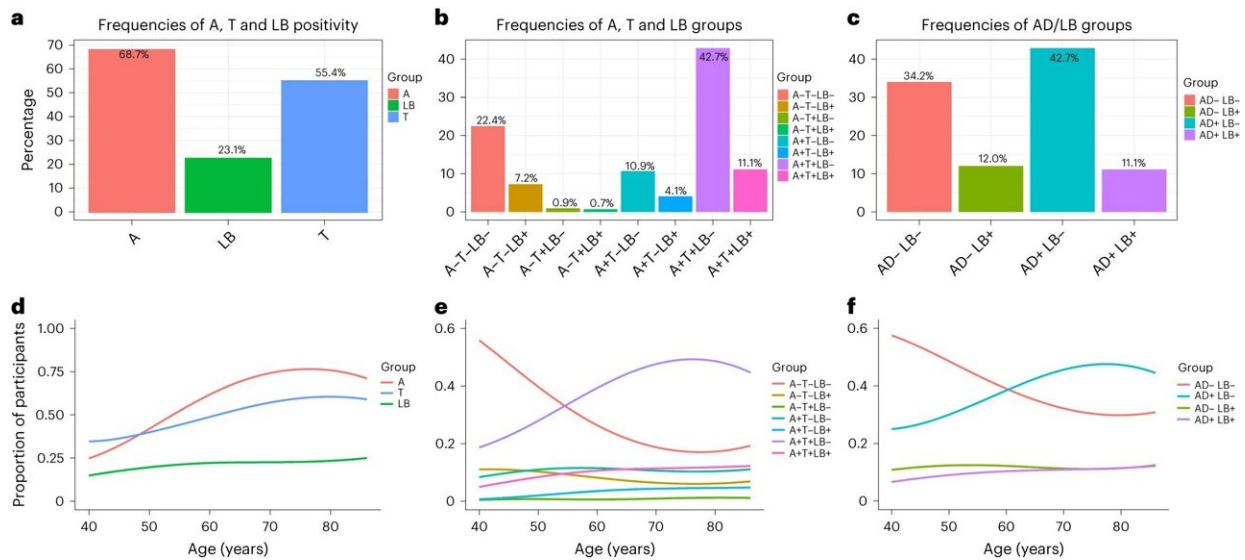 a
Frequencies of A, T and LB positivity
Percentage
70
60
50
40
30
20
10
0
68.7%
23.1%
55.4%
A
LB
T
Group
A
LB
T
b
Frequencies of A, T and LB groups
40
30
20
10
0
22.4%
7.2%
0.9%
0.7%
10.9%
4.1%
42.7%
11.1%
A–T–LB–
A–T–LB+
A–T+LB–
A–T+LB+
A+T–LB–
A+T–LB+
A+T+LB–
A+T+LB+
Group
A–T–LB–
A–T–LB+
A–T+LB–
A–T+LB+
A+T–LB–
A+T–LB+
A+T+LB–
A+T+LB+
c
Frequencies of AD/LB groups
40
30
20
10
0
34.2%
12.0%
42.7%
11.1%
AD– LB–
AD– LB+
AD+ LB–
AD+ LB+
Group
AD– LB–
AD– LB+
AD+ LB–
AD+ LB+
d
Proportion of participants
1.00
0.75
0.50
0.25
0
40
50
60
70
80
Age (years)
Group
A
T
LB
e
0.6
0.4
0.2
0
40
50
60
70
80
Age (years)
Group
A–T–LB–
A–T–LB+
A–T+LB–
A+T–LB–
A+T–LB+
A+T+LB–
A+T+LB+
f
0.6
0.4
0.2
0
40
50
60
70
80
Age (years)
Group
AD– LB–
AD+ LB–
AD– LB+
AD+ LB+